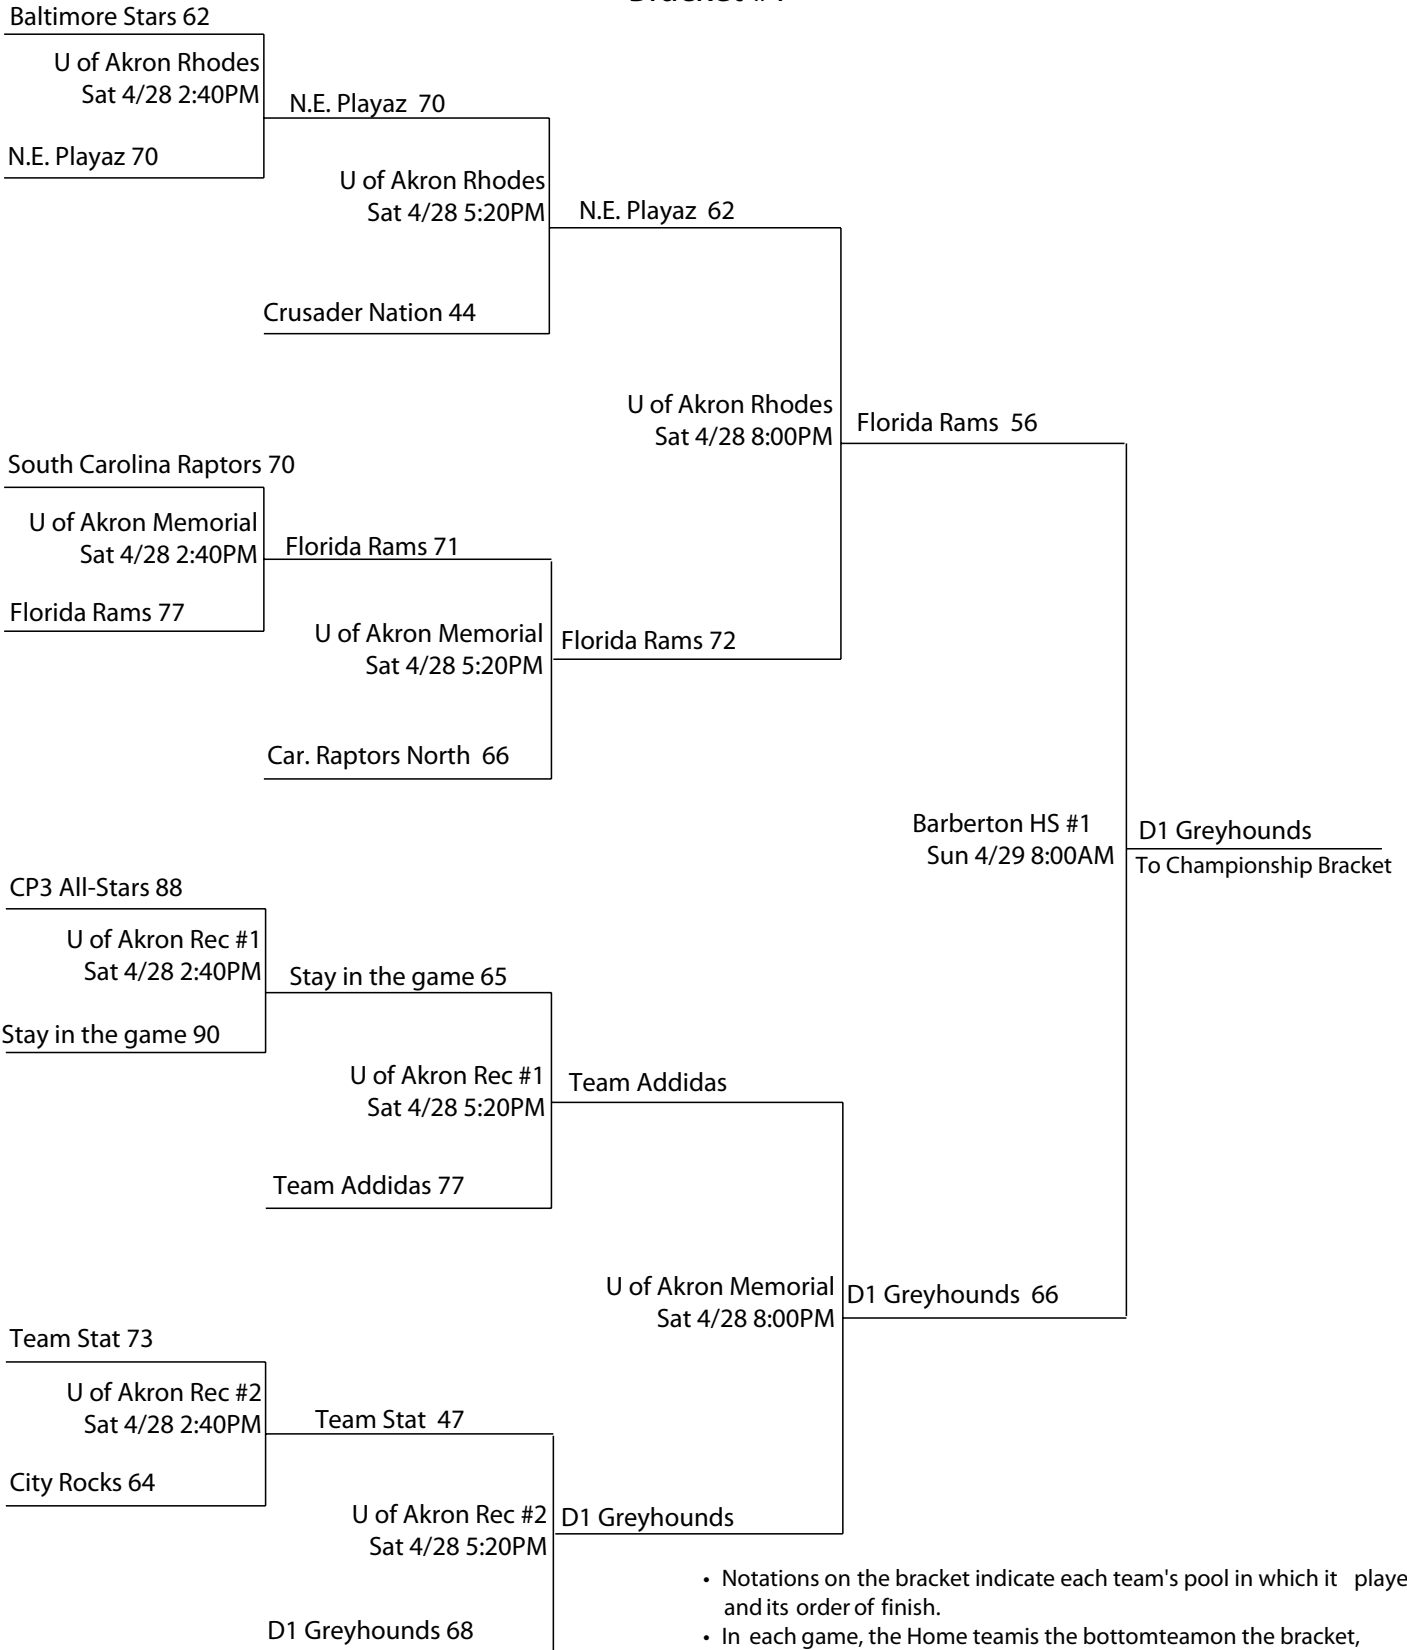 Baltimore Stars 62
U of Akron Rhodes
Sat 4/28 2:40PM
N.E. Playaz 70
N.E. Playaz 70
U of Akron Rhodes
Sat 4/28 5:20PM
N.E. Playaz 62
Crusader Nation 44
U of Akron Rhodes
Sat 4/28 8:00PM
Florida Rams 56
South Carolina Raptors 70
U of Akron Memorial
Sat 4/28 2:40PM
Florida Rams 71
Florida Rams 77
U of Akron Memorial
Sat 4/28 5:20PM
Florida Rams 72
Car. Raptors North 66
Barberton HS #1
Sun 4/29 8:00AM
D1 Greyhounds
To Championship Bracket
CP3 All-Stars 88
U of Akron Rec #1
Sat 4/28 2:40PM
Stay in the game 65
Stay in the game 90
U of Akron Rec #1
Sat 4/28 5:20PM
Team Addidas
Team Addidas 77
U of Akron Memorial
Sat 4/28 8:00PM
D1 Greyhounds 66
Team Stat 73
U of Akron Rec #2
Sat 4/28 2:40PM
Team Stat 47
City Rocks 64
U of Akron Rec #2
Sat 4/28 5:20PM
D1 Greyhounds
D1 Greyhounds 68
• Notations on the bracket indicate each team's pool in which it playe
and its order of finish.
• In each game, the Home teamis the bottomteamon the bracket,